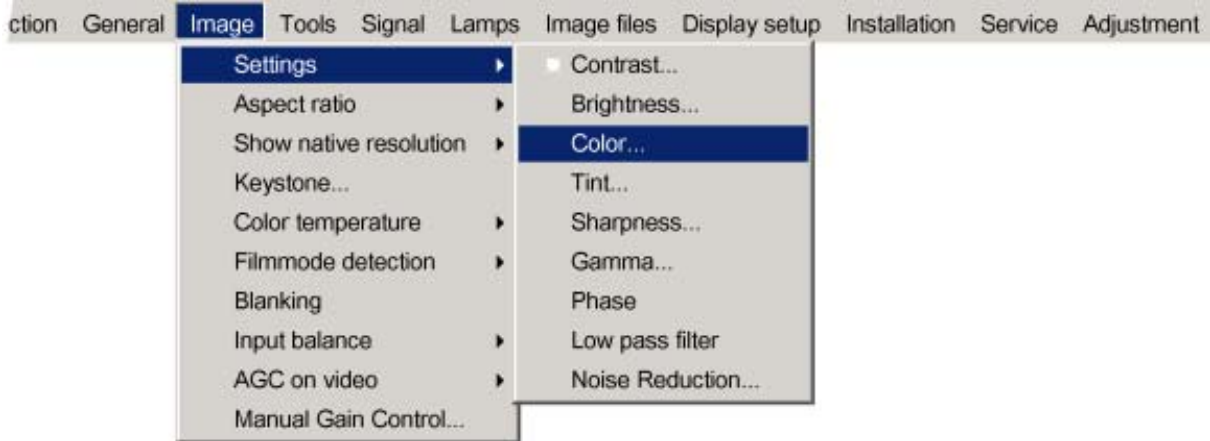 ction General Image Tools Signal Lamps Image files Display setup Installation Service Adjustment
Settings
Aspect ratio
Show native resolution
Keystone...
Color temperature
Filmmode detection
Blanking
Input balance
AGC on video
Manual Gain Control...
Contrast...
Brightness...
Color...
Tint...
Sharpness...
Gamma...
Phase
Low pass filter
Noise Reduction...